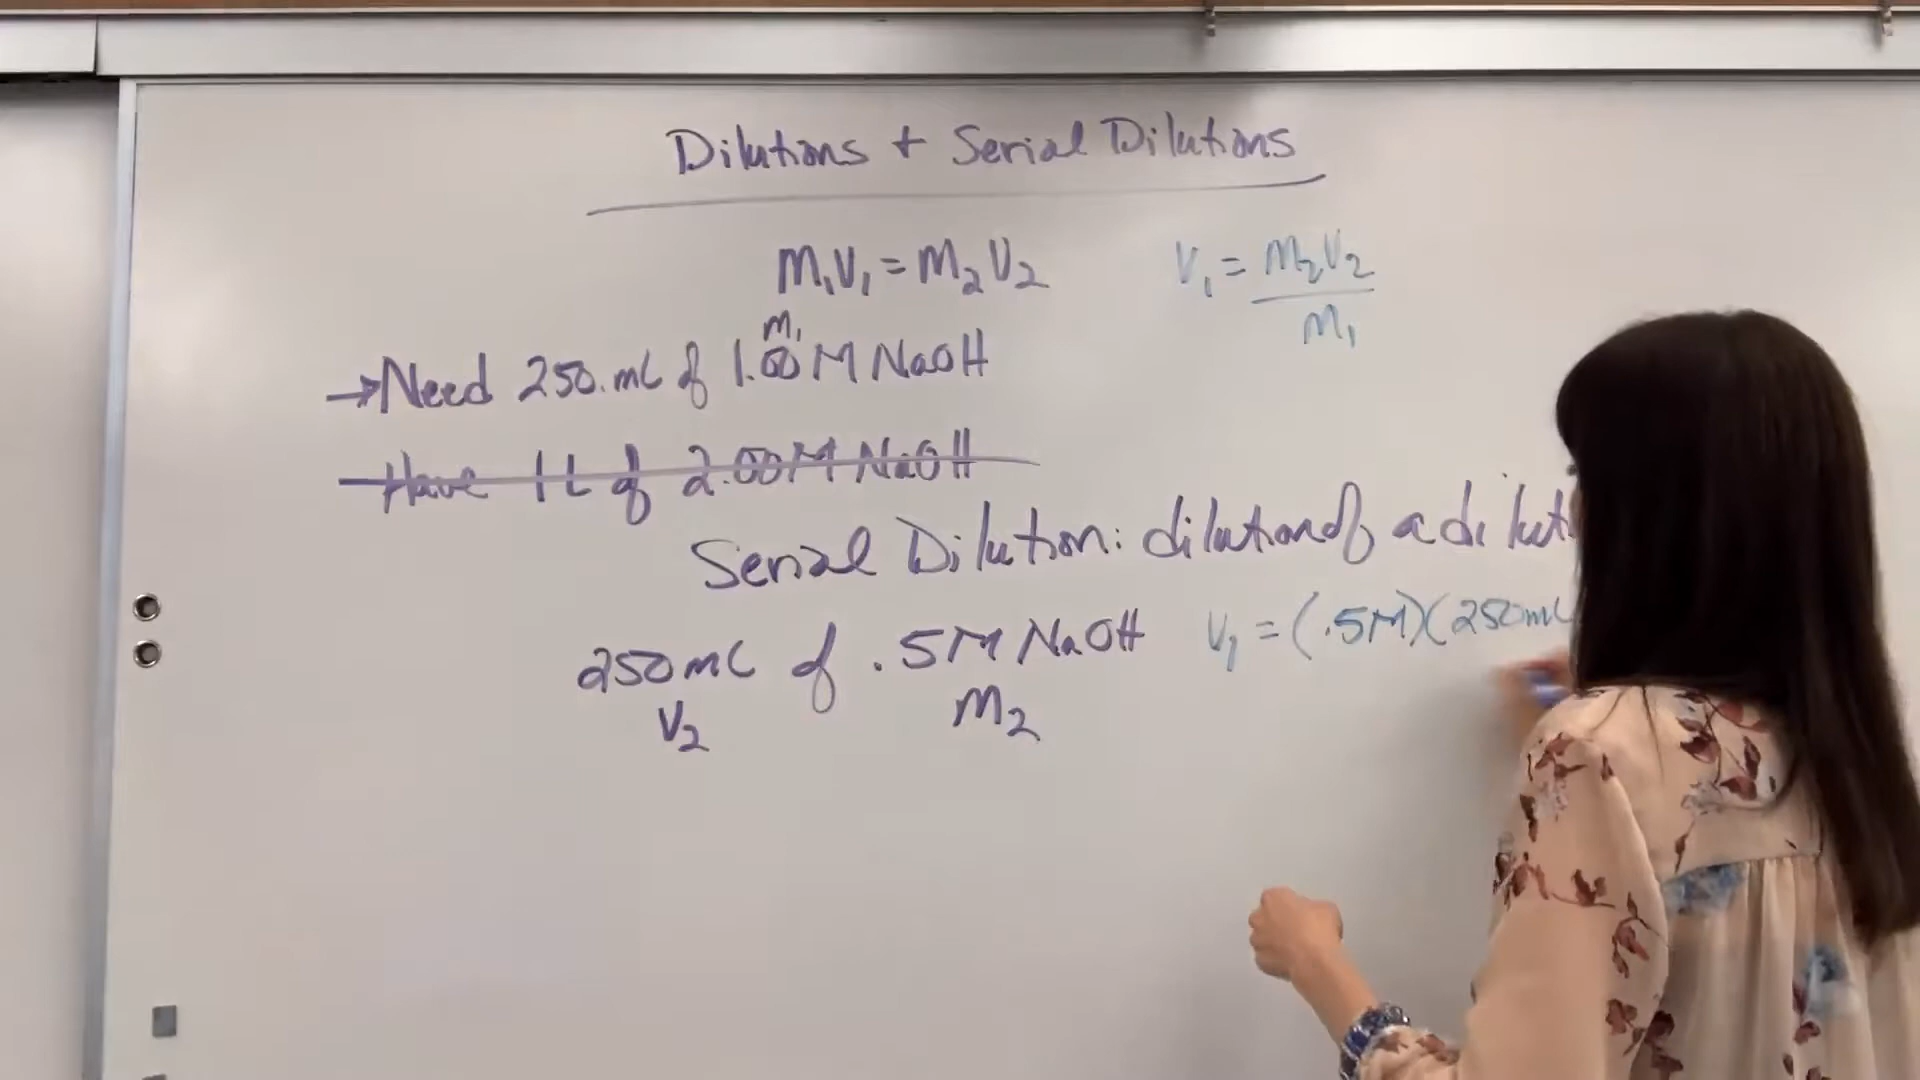 Dilutions + Serial Dilutions
M₁V₁ = M₂V₂
V₁ = M₂V₂ / M₁
M₁
→ Need 250. mL of 1.00 M NaOH
Have 1 L of 2.00 M NaOH
Serial Dilution: dilution of a diluti
250 mL of .5 M NaOH
V₁ = (.5M)(250mL
V₂
M₂